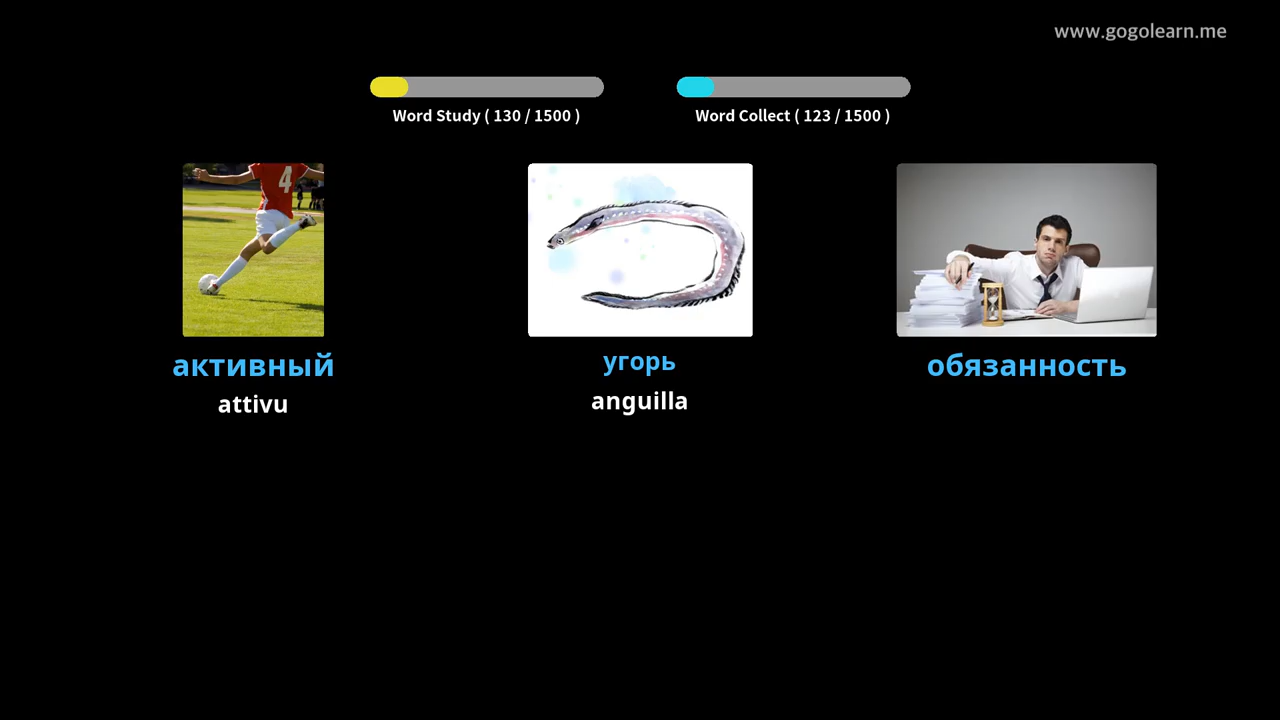 www.gogolearn.me
Word Study ( 130 / 1500 )
Word Collect ( 123 / 1500 )
4
активный
attivu
угорь
anguilla
обязанность